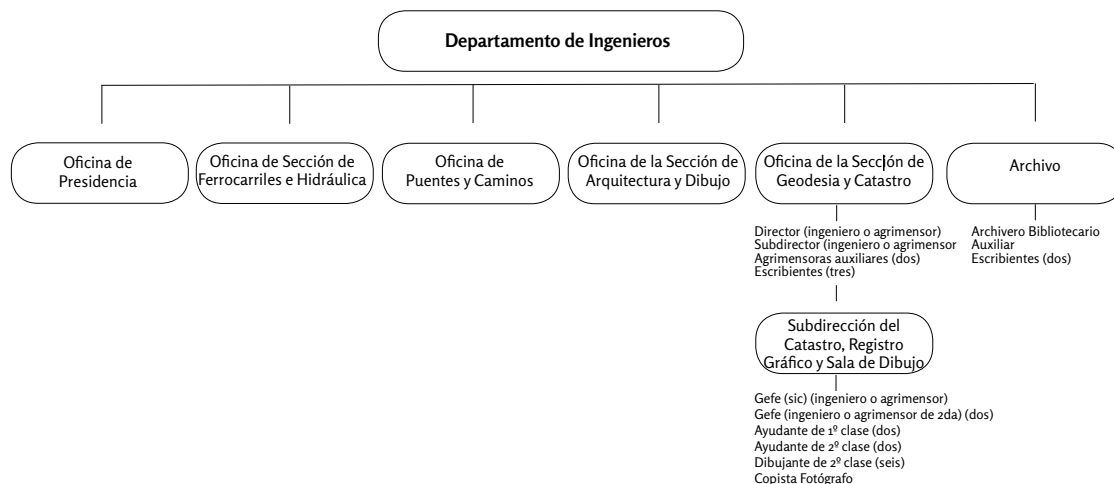 Departamento de Ingenieros
Oficina de
Presidencia
Oficina de Sección de
Ferrocarriles e Hidráulica
Oficina de
Puentes y Caminos
Oficina de la Sección de
Arquitectura y Dibujo
Oficina de la Sección de
Geodesia y Catastro
Archivo
Director (ingeniero o agrimensor)
Subdirector (ingeniero o agrimensor
Agrimensoras auxiliares (dos)
Escribientes (tres)
Archivero Bibliotecario
Auxiliar
Escribientes (dos)
Subdirección del
Catastro, Registro
Gráfico y Sala de Dibujo
Gefe (sic) (ingeniero o agrimensor)
Gefe (ingeniero o agrimensor de 2da) (dos)
Ayudante de 1º clase (dos)
Ayudante de 2º clase (dos)
Dibujante de 2º clase (seis)
Copista Fotógrafo